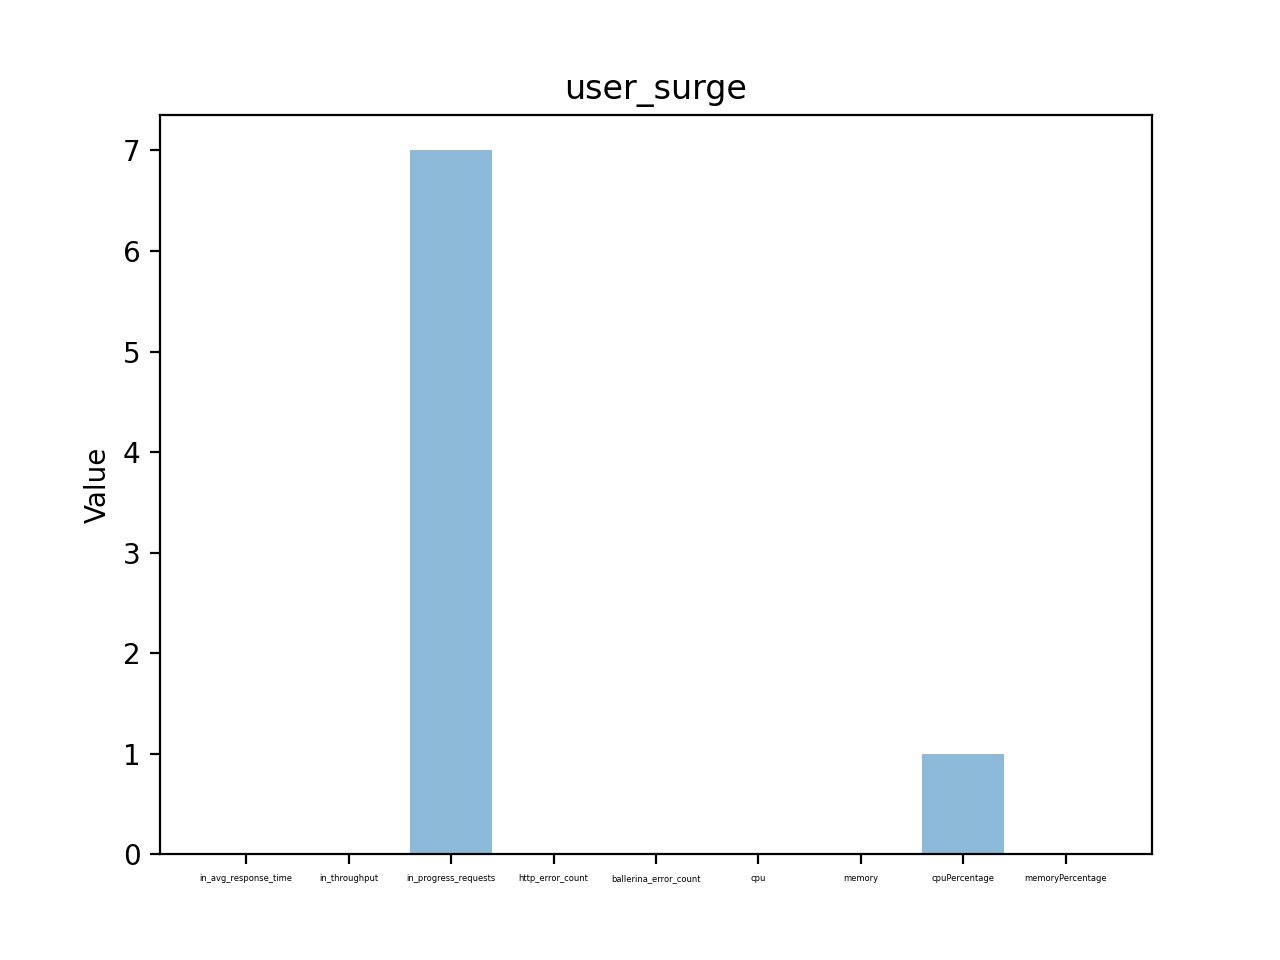 user_surge
7
6
5
4
3
2
1
0
Value
in_avg_response_time in_throughput in_progress_requests http_error_count ballerina_error_count cpu memory cpuPercentage memoryPercentage